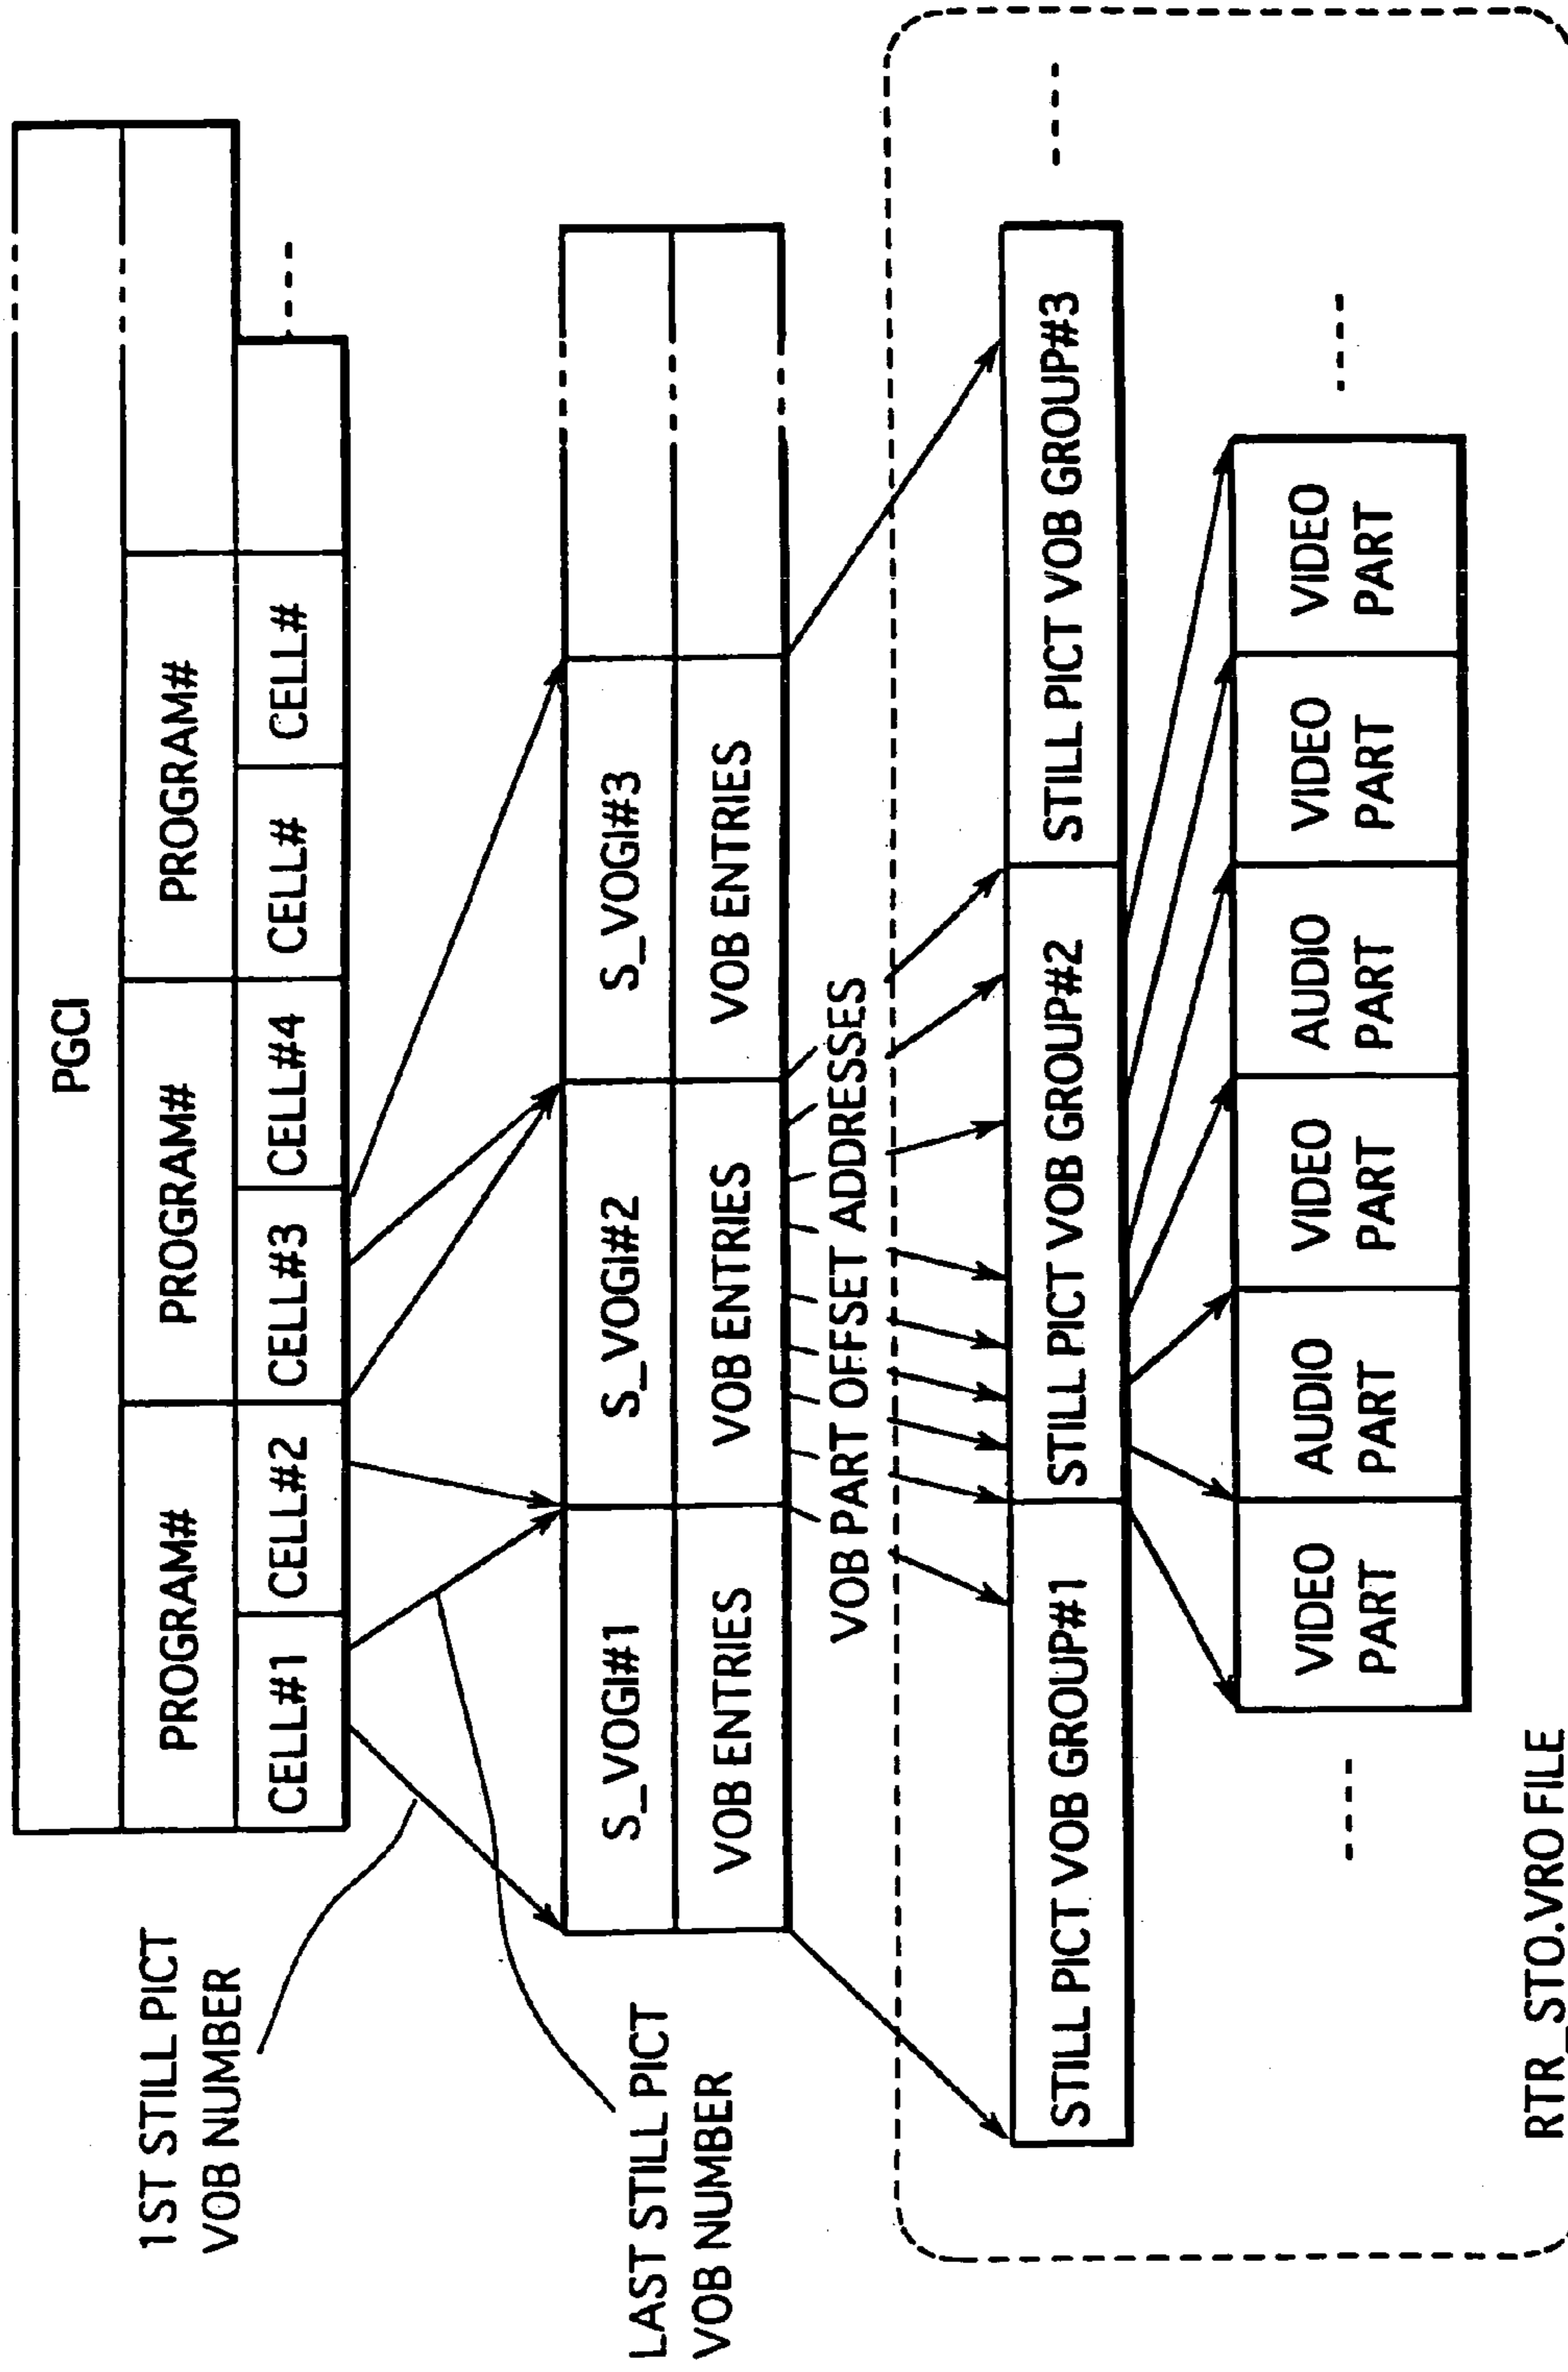 PGCI
PROGRAM# PROGRAM# PROGRAM#
CELL#1 CELL#2 CELL#3 CELL#4 CELL# CELL#
1ST STILL PICT
VOB NUMBER
LAST STILL PICT
VOB NUMBER
S_VOGI#1 S_VOGI#2 S_VOGI#3
VOB ENTRIES VOB ENTRIES VOB ENTRIES
VOB PART OFFSET ADDRESSES
STILL PICT VOB GROUP#1 STILL PICT VOB GROUP#2 STILL PICT VOB GROUP#3
VIDEO AUDIO VIDEO AUDIO VIDEO VIDEO
PART PART PART PART PART PART
RTR_STO.VRO FILE